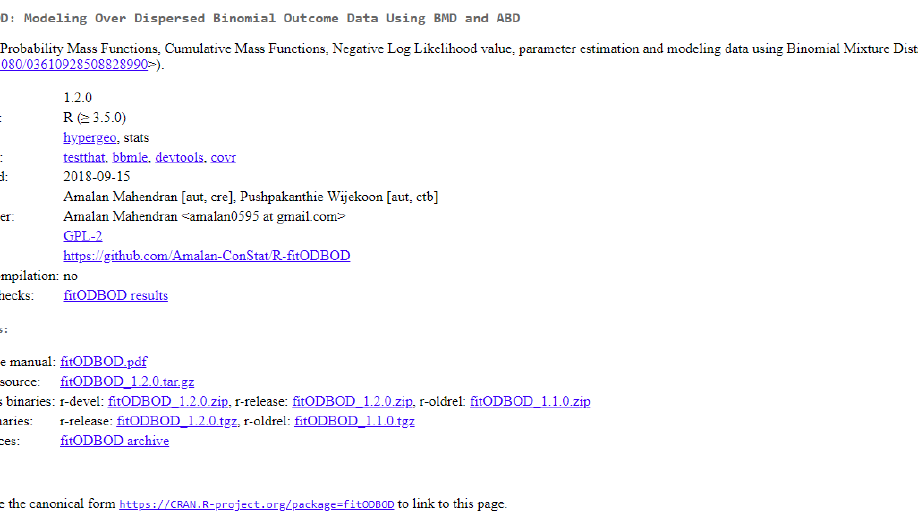 D: Modeling Over Dispersed Binomial Outcome Data Using BMD and ABD
Probability Mass Functions, Cumulative Mass Functions, Negative Log Likelihood value, parameter estimation and modeling data using Binomial Mixture Dist
080/03610928508828990>).
1.2.0
: R (≥ 3.5.0)
hypergeo, stats
: testthat, bbmle, devtools, covr
d: 2018-09-15
Amalan Mahendran [aut, cre], Pushpakanthie Wijekoon [aut, ctb]
er: Amalan Mahendran <amalan0595 at gmail.com>
GPL-2
https://github.com/Amalan-ConStat/R-fitODBOD
mpilation: no
hecks: fitODBOD results
s:
e manual: fitODBOD.pdf
source: fitODBOD_1.2.0.tar.gz
s binaries: r-devel: fitODBOD_1.2.0.zip, r-release: fitODBOD_1.2.0.zip, r-oldrel: fitODBOD_1.1.0.zip
naries: r-release: fitODBOD_1.2.0.tgz, r-oldrel: fitODBOD_1.1.0.tgz
ces: fitODBOD archive
e the canonical form https://CRAN.R-project.org/package=fitODBOD to link to this page.